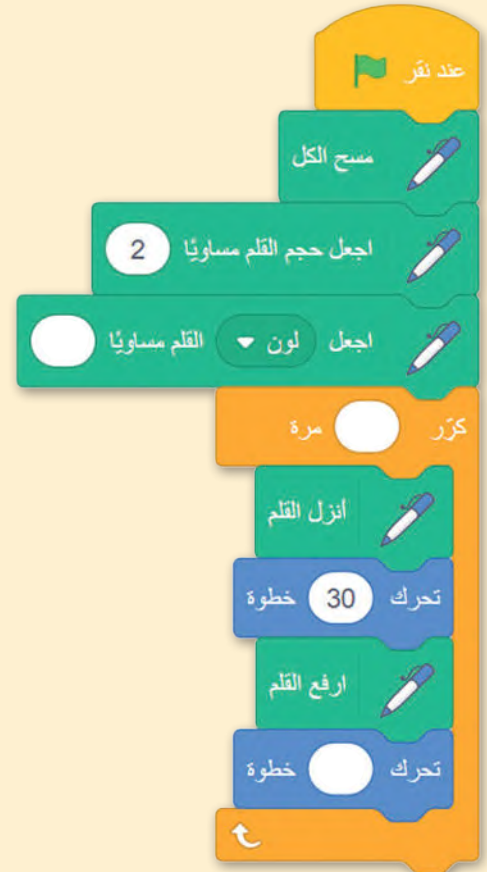 عند نقر
مسح الكل
اجعل حجم القلم مساويًا 2
اجعل لون القلم مساويًا
كرّر مرة
أنزل القلم
تحرك 30 خطوة
ارفع القلم
تحرك خطوة